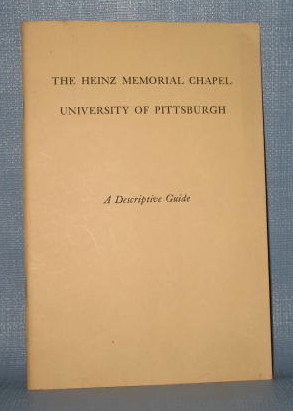 THE HEINZ MEMORIAL CHAPEL
UNIVERSITY OF PITTSBURGH
A Descriptive Guide